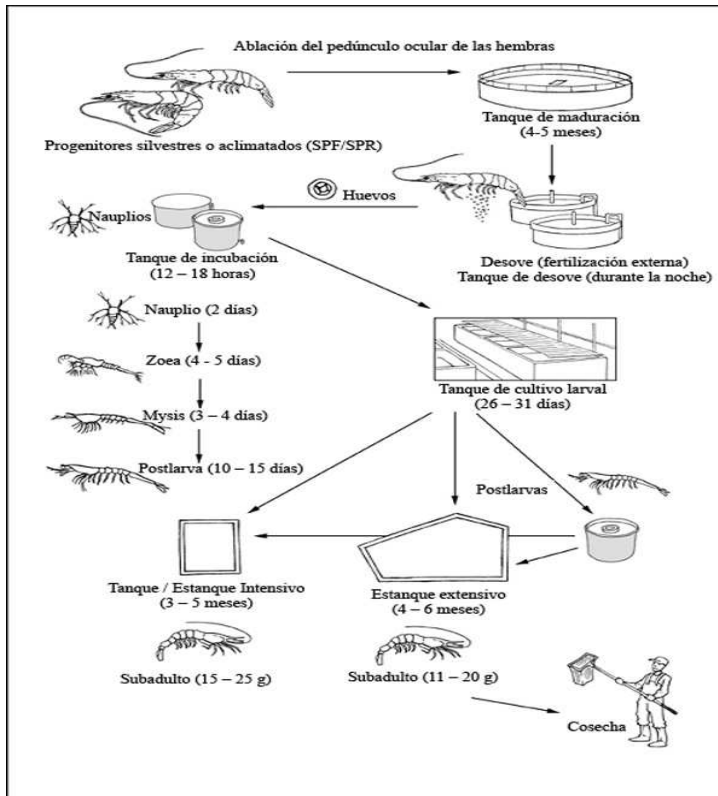 Ablación del pedúnculo ocular de las hembras
Tanque de maduración
(4-5 meses)
Progenitores silvestres o aclimatados (SPF/SPR)
Huevos
Nauplios
Tanque de incubación
(12 – 18 horas)
Desove (fertilización externa)
Tanque de desove (durante la noche)
Nauplio (2 días)
Zoea (4 - 5 días)
Mysis (3 – 4 días)
Postlarva (10 – 15 días)
Tanque de cultivo larval
(26 – 31 días)
Postlarvas
Tanque / Estanque Intensivo
(3 – 5 meses)
Estanque extensivo
(4 – 6 meses)
Subadulto (15 – 25 g)
Subadulto (11 – 20 g)
Cosecha